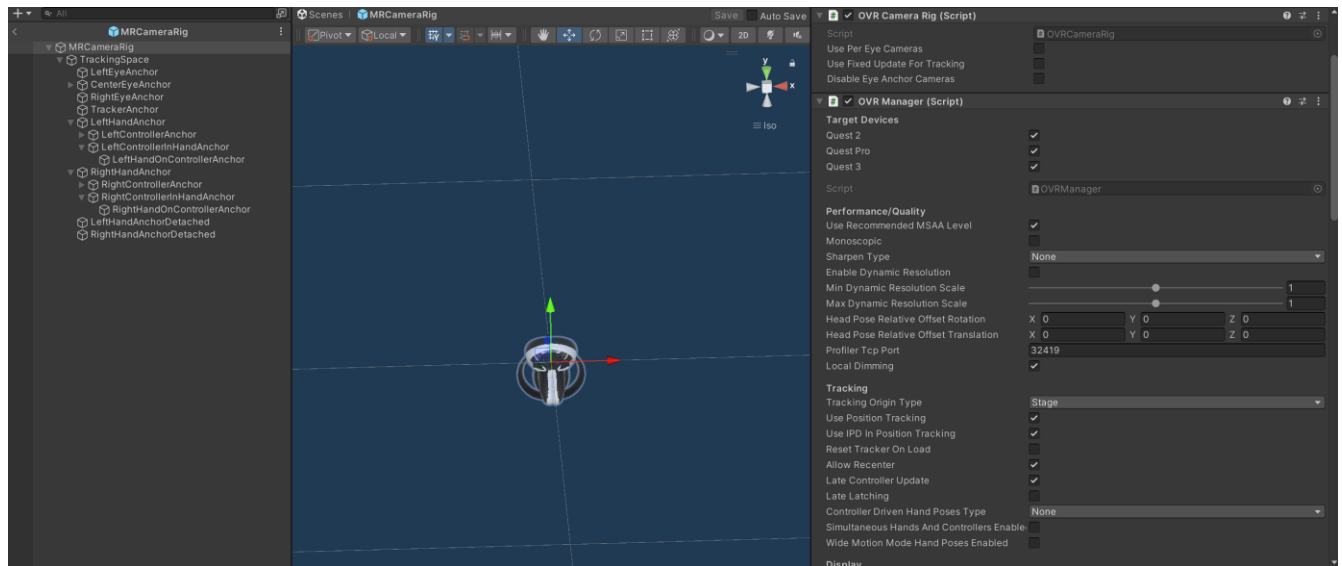 All
MRCameraRig
MRCameraRig
TrackingSpace
LeftEyeAnchor
CenterEyeAnchor
RightEyeAnchor
TrackerAnchor
LeftHandAnchor
LeftControllerAnchor
LeftControllerInHandAnchor
LeftHandOnControllerAnchor
RightHandAnchor
RightControllerAnchor
RightControllerInHandAnchor
RightHandOnControllerAnchor
LeftHandAnchorDetached
RightHandAnchorDetached
Scenes MRCameraRig Save Auto Save
Pivot Local 2D
y
x
Iso
OVR Camera Rig (Script)
Script OVRCameraRig
Use Per Eye Cameras
Use Fixed Update For Tracking
Disable Eye Anchor Cameras
OVR Manager (Script)
Target Devices
Quest 2
Quest Pro
Quest 3
Script OVRManager
Performance/Quality
Use Recommended MSAA Level
Monoscopic
Sharpen Type None
Enable Dynamic Resolution
Min Dynamic Resolution Scale 1
Max Dynamic Resolution Scale 1
Head Pose Relative Offset Rotation X 0 Y 0 Z 0
Head Pose Relative Offset Translation X 0 Y 0 Z 0
Profiler Tcp Port 32419
Local Dimming
Tracking
Tracking Origin Type Stage
Use Position Tracking
Use IPD In Position Tracking
Reset Tracker On Load
Allow Recenter
Late Controller Update
Late Latching
Controller Driven Hand Poses Type None
Simultaneous Hands And Controllers Enable
Wide Motion Mode Hand Poses Enabled
Display